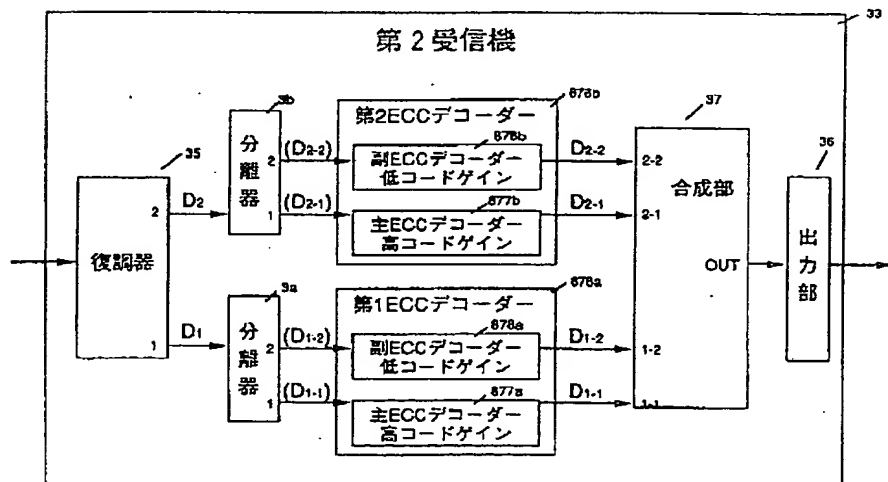 33
第2受信機
35
復調器
2
1
D2
D1
3b
分離器
2
1
(D2-2)
(D2-1)
876b
第2ECCデコーダー
878b
副ECCデコーダー
低コードゲイン
877b
主ECCデコーダー
高コードゲイン
D2-2
D2-1
3a
分離器
2
1
(D1-2)
(D1-1)
876a
第1ECCデコーダー
878a
副ECCデコーダー
低コードゲイン
877a
主ECCデコーダー
高コードゲイン
D1-2
D1-1
37
2-2
合成部
2-1
OUT
1-2
1-1
36
出力部